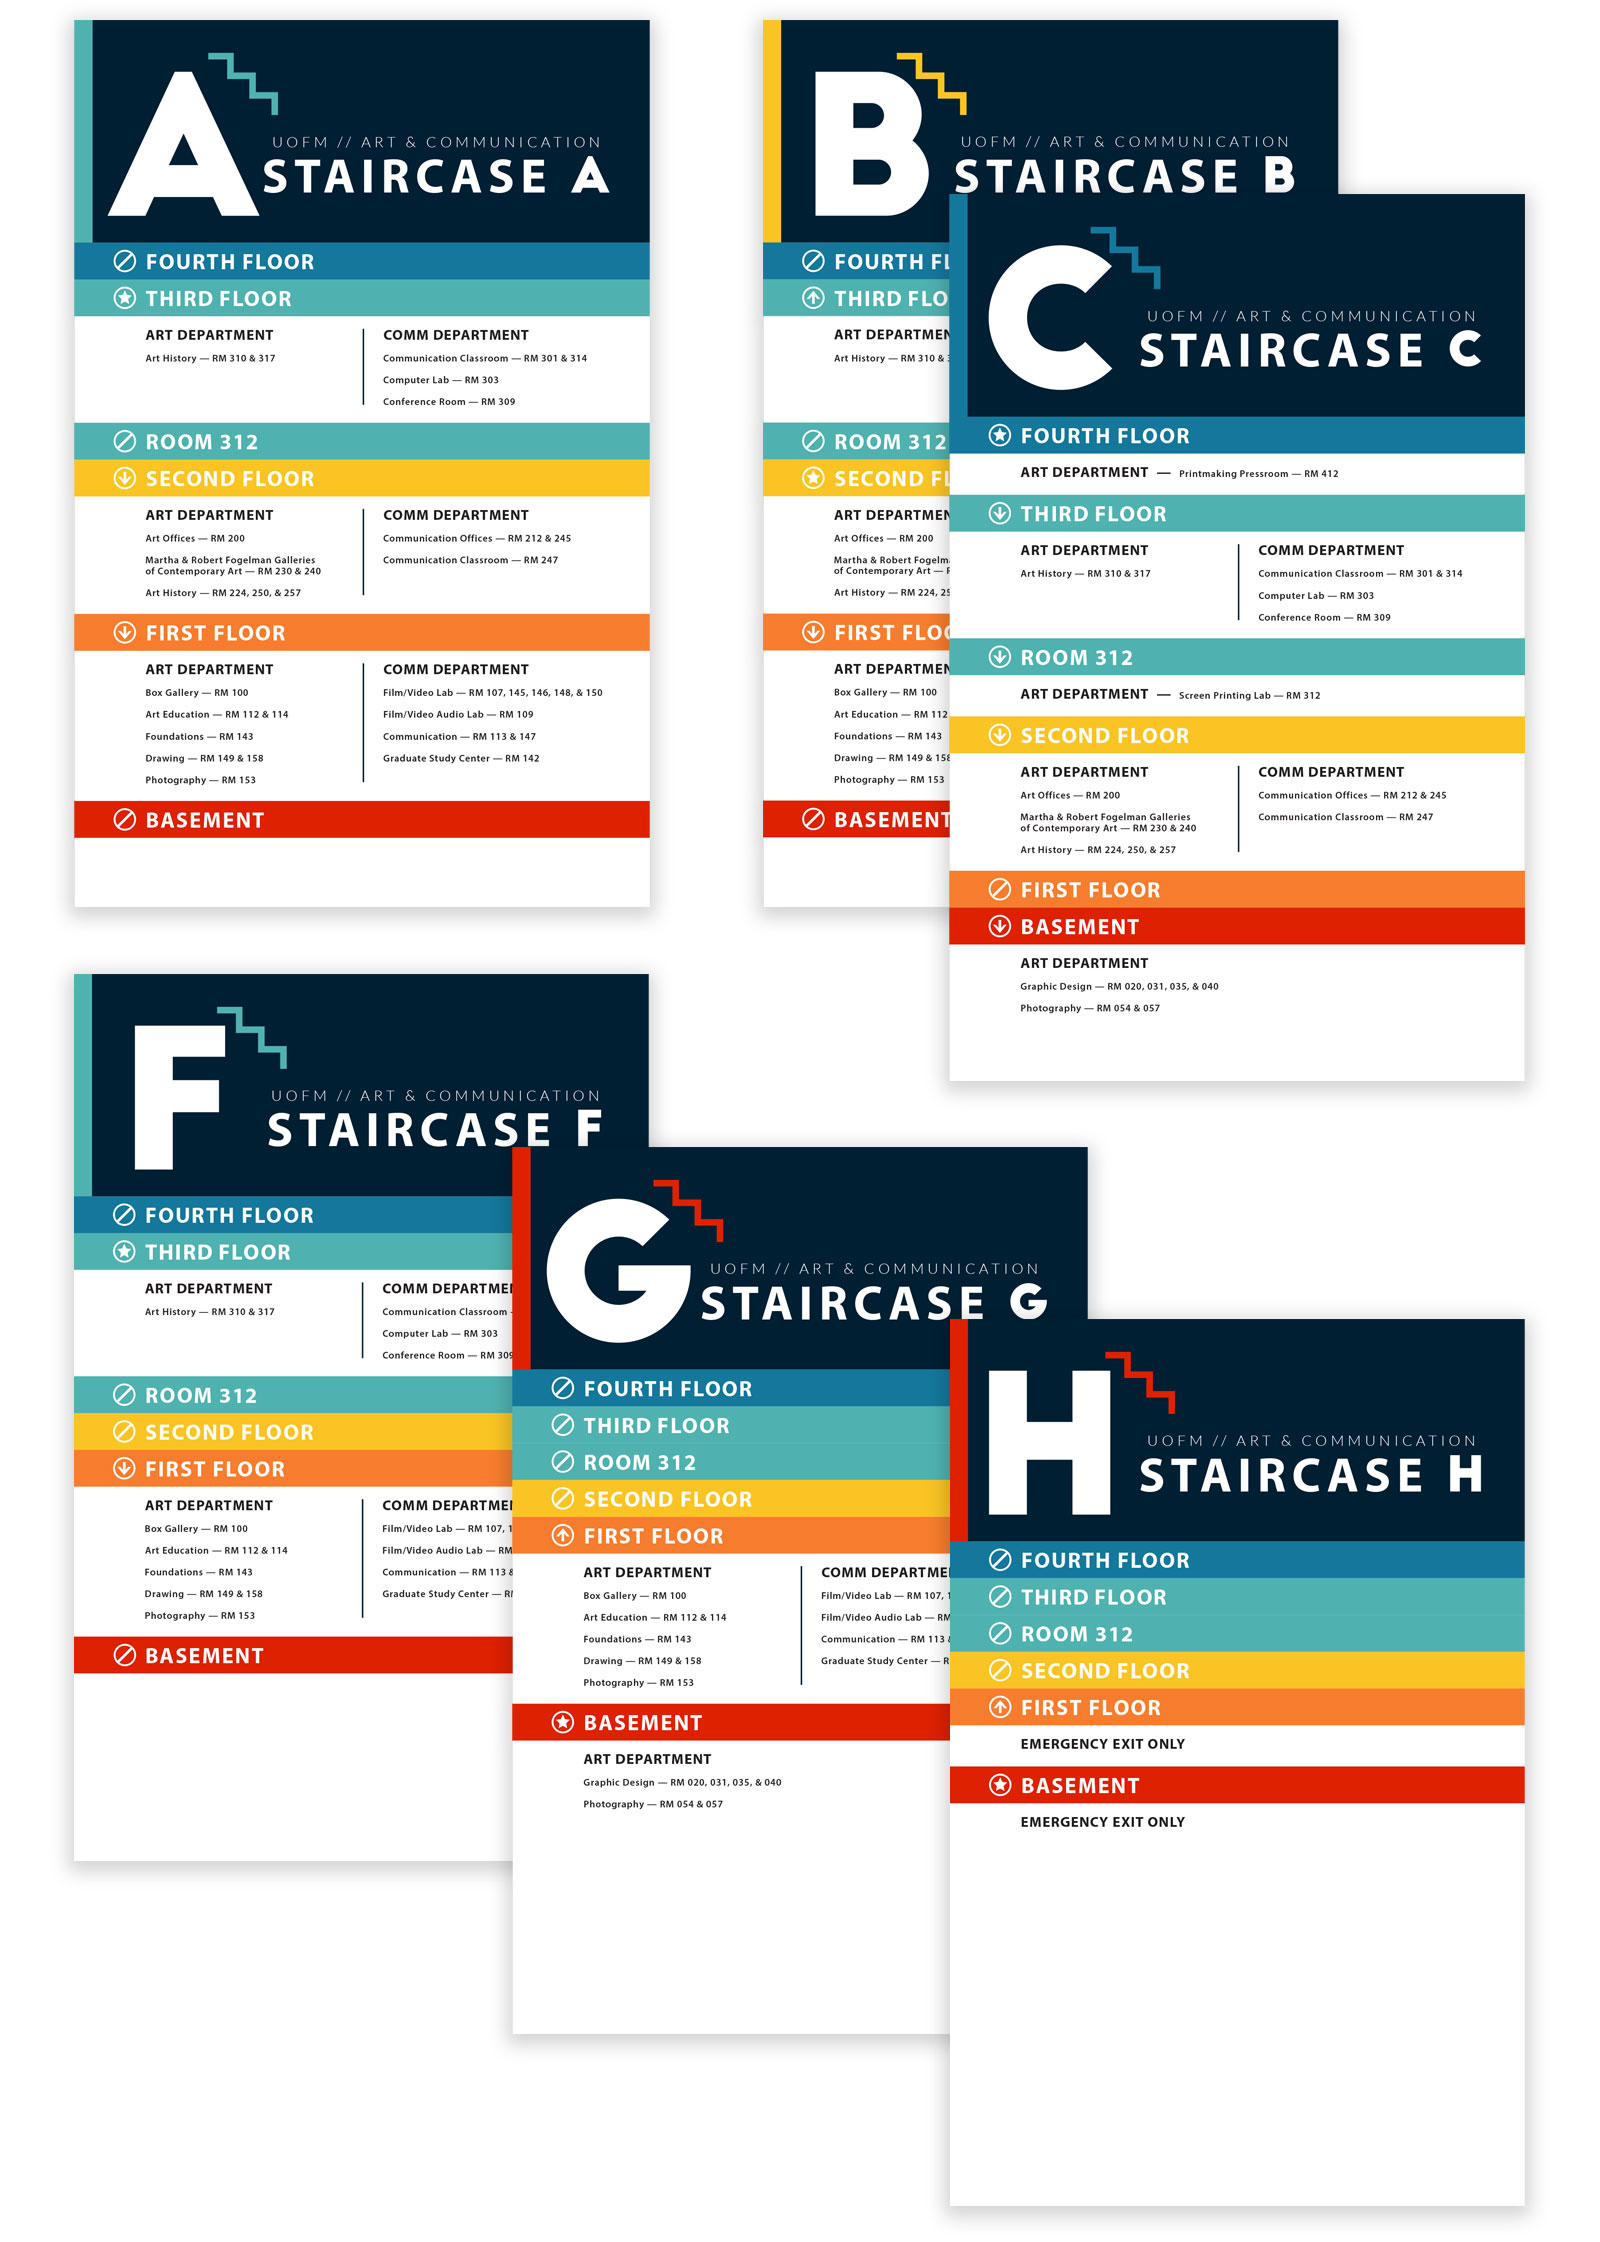 A
UOFM // ART & COMMUNICATION
STAIRCASE A
FOURTH FLOOR
THIRD FLOOR
ART DEPARTMENT
Art History — RM 310 & 317
COMM DEPARTMENT
Communication Classroom — RM 301 & 314
Computer Lab — RM 303
Conference Room — RM 309
ROOM 312
SECOND FLOOR
ART DEPARTMENT
Art Offices — RM 200
Martha & Robert Fogelman Galleries
of Contemporary Art — RM 230 & 240
Art History — RM 224, 250, & 257
COMM DEPARTMENT
Communication Offices — RM 212 & 245
Communication Classroom — RM 247
FIRST FLOOR
ART DEPARTMENT
Box Gallery — RM 100
Art Education — RM 112 & 114
Foundations — RM 143
Drawing — RM 149 & 158
Photography — RM 153
COMM DEPARTMENT
Film/Video Lab — RM 107, 145, 146, 148, & 150
Film/Video Audio Lab — RM 109
Communication — RM 113 & 147
Graduate Study Center — RM 142
BASEMENT
B
UOFM // ART & COMMUNICATION
STAIRCASE B
FOURTH
THIRD
ART
Art History — RM 310 &
ROOM 312
SECOND
ART
Art Offices — RM 200
Martha & Robert
of Contemporary Art —
Art History — RM 224,
FIRST
ART
Box Gallery — RM 100
Art Education — RM 112
Foundations — RM 143
Drawing — RM 149 &
Photography — RM 153
BASEMENT
C
UOFM // ART & COMMUNICATION
STAIRCASE C
FOURTH FLOOR
ART DEPARTMENT — Printmaking Pressroom — RM 412
THIRD FLOOR
ART DEPARTMENT
Art History — RM 310 & 317
COMM DEPARTMENT
Communication Classroom — RM 301 & 314
Computer Lab — RM 303
Conference Room — RM 309
ROOM 312
ART DEPARTMENT — Screen Printing Lab — RM 312
SECOND FLOOR
ART DEPARTMENT
Art Offices — RM 200
Martha & Robert Fogelman Galleries
of Contemporary Art — RM 230 & 240
Art History — RM 224, 250, & 257
COMM DEPARTMENT
Communication Offices — RM 212 & 245
Communication Classroom — RM 247
FIRST FLOOR
BASEMENT
ART DEPARTMENT
Graphic Design — RM 020, 031, 035, & 040
Photography — RM 054 & 057
F
UOFM // ART & COMMUNICATION
STAIRCASE F
FOURTH FLOOR
THIRD FLOOR
ART DEPARTMENT
Art History — RM 310 & 317
COMM
Communication Classroom
Computer Lab — RM 303
Conference Room — RM 309
ROOM 312
SECOND FLOOR
FIRST FLOOR
ART DEPARTMENT
Box Gallery — RM 100
Art Education — RM 112 & 114
Foundations — RM 143
Drawing — RM 149 & 158
Photography — RM 153
COMM
Film/Video Lab — RM 107,
Film/Video Audio Lab — RM
Communication — RM 113
Graduate Study Center —
BASEMENT
G
UOFM // ART & COMMUNICATION
STAIRCASE G
FOURTH FLOOR
THIRD FLOOR
ROOM 312
SECOND FLOOR
FIRST FLOOR
ART DEPARTMENT
Box Gallery — RM 100
Art Education — RM 112 & 114
Foundations — RM 143
Drawing — RM 149 & 158
Photography — RM 153
COMM
Film/Video Lab — RM 107,
Film/Video Audio Lab — RM
Communication — RM 113
Graduate Study Center —
BASEMENT
ART DEPARTMENT
Graphic Design — RM 020, 031, 035, & 040
Photography — RM 054 & 057
H
UOFM // ART & COMMUNICATION
STAIRCASE H
FOURTH FLOOR
THIRD FLOOR
ROOM 312
SECOND FLOOR
FIRST FLOOR
EMERGENCY EXIT ONLY
BASEMENT
EMERGENCY EXIT ONLY